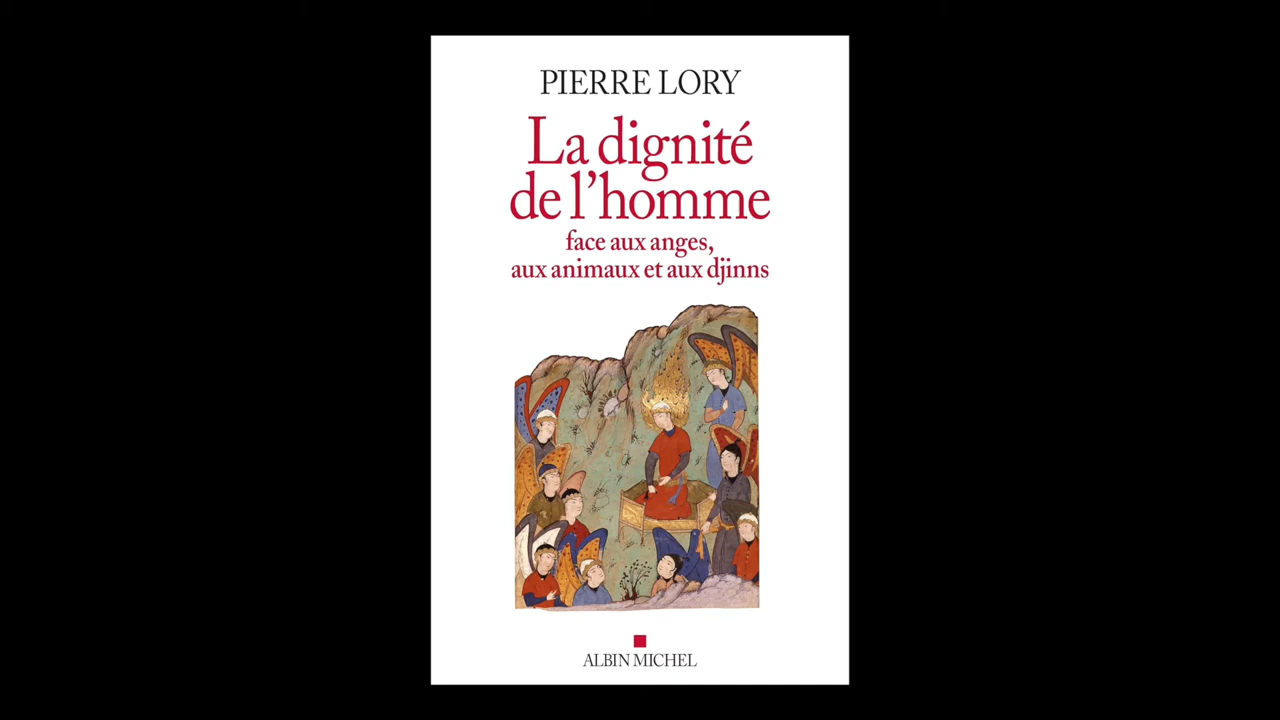 PIERRE LORY
La dignité
de l’homme
face aux anges,
aux animaux et aux djinns
ALBIN MICHEL